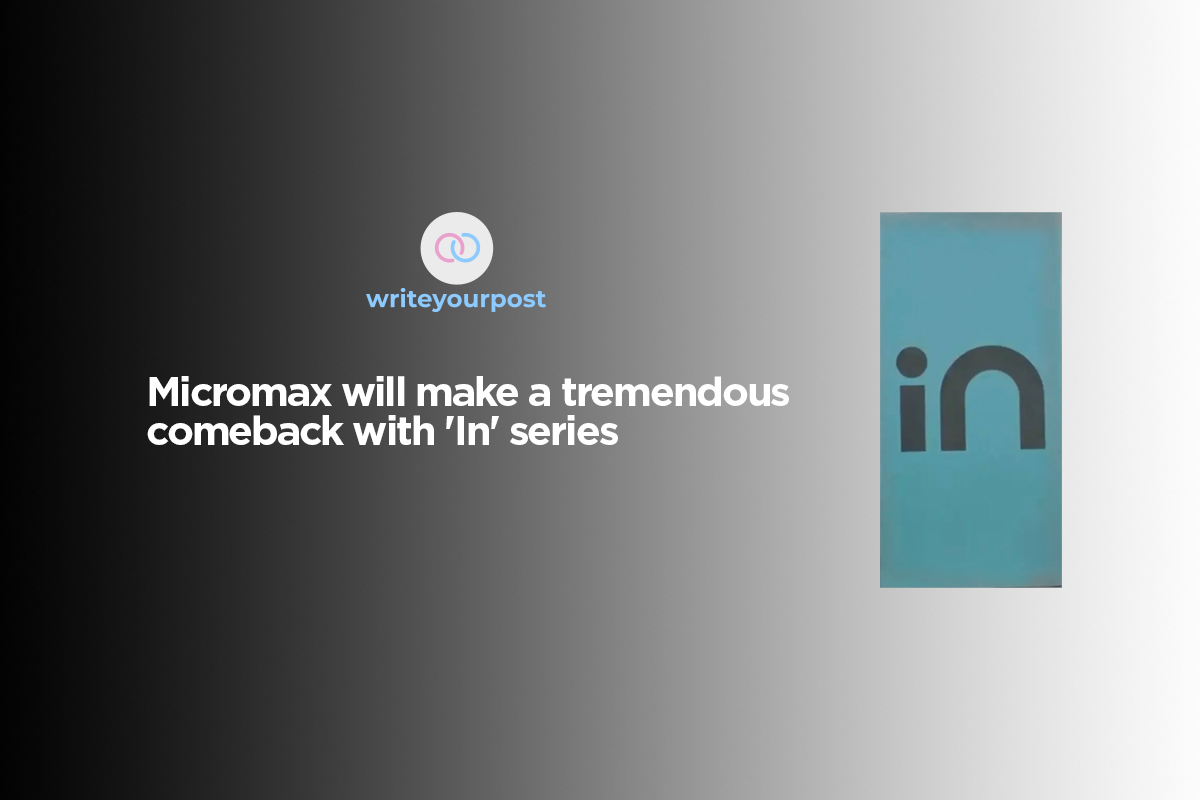 writeyourpost
Micromax will make a tremendous
comeback with 'In' series
in